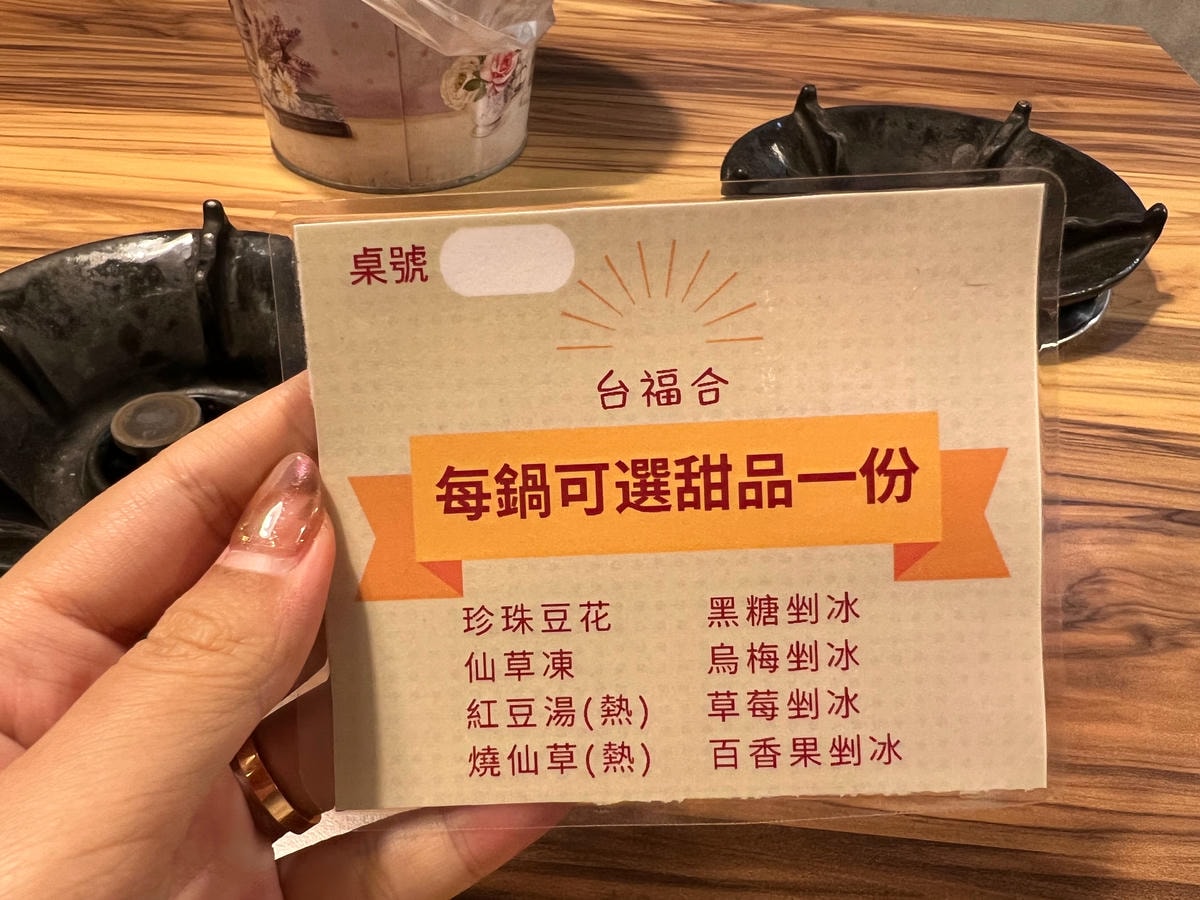 桌號
台福合
每鍋可選甜品一份
珍珠豆花
仙草凍
紅豆湯(熱)
燒仙草(熱)
黑糖剉冰
烏梅剉冰
草莓剉冰
百香果剉冰